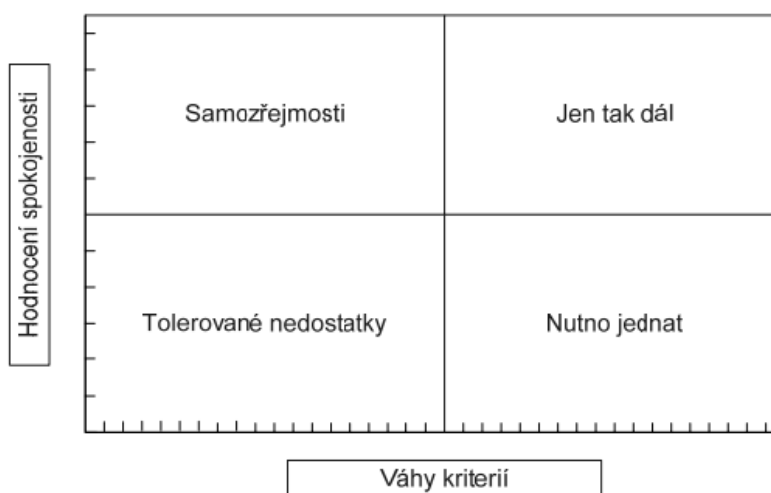 Hodnocení spokojenosti
Samozřejmosti
Jen tak dál
Tolerované nedostatky
Nutno jednat
Váhy kriterií